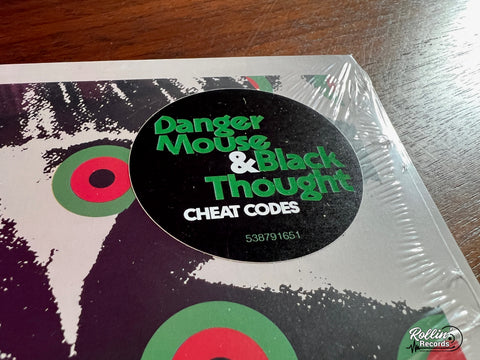 Danger
Mouse
&Black
Thought
CHEAT CODES
538791651
Rollin
Records